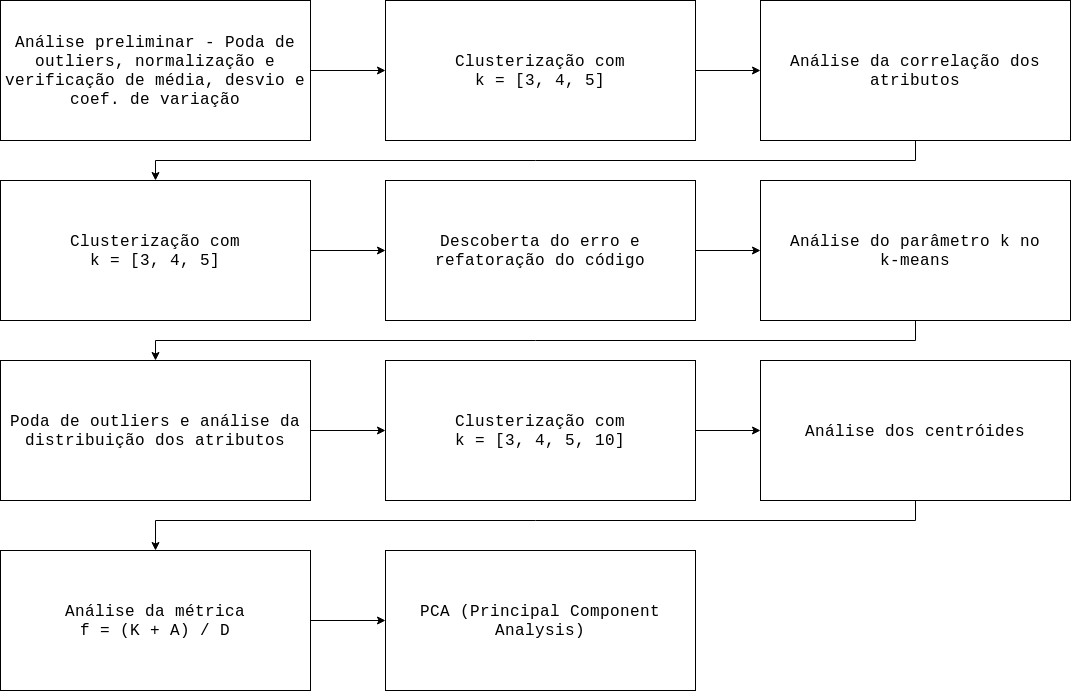 Análise preliminar - Poda de
outliers, normalização e
verificação de média, desvio e
coef. de variação
Clusterização com
k = [3, 4, 5]
Análise da correlação dos
atributos
Clusterização com
k = [3, 4, 5]
Descoberta do erro e
refatoração do código
Análise do parâmetro k no
k-means
Poda de outliers e análise da
distribuição dos atributos
Clusterização com
k = [3, 4, 5, 10]
Análise dos centróides
Análise da métrica
f = (K + A) / D
PCA (Principal Component
Analysis)